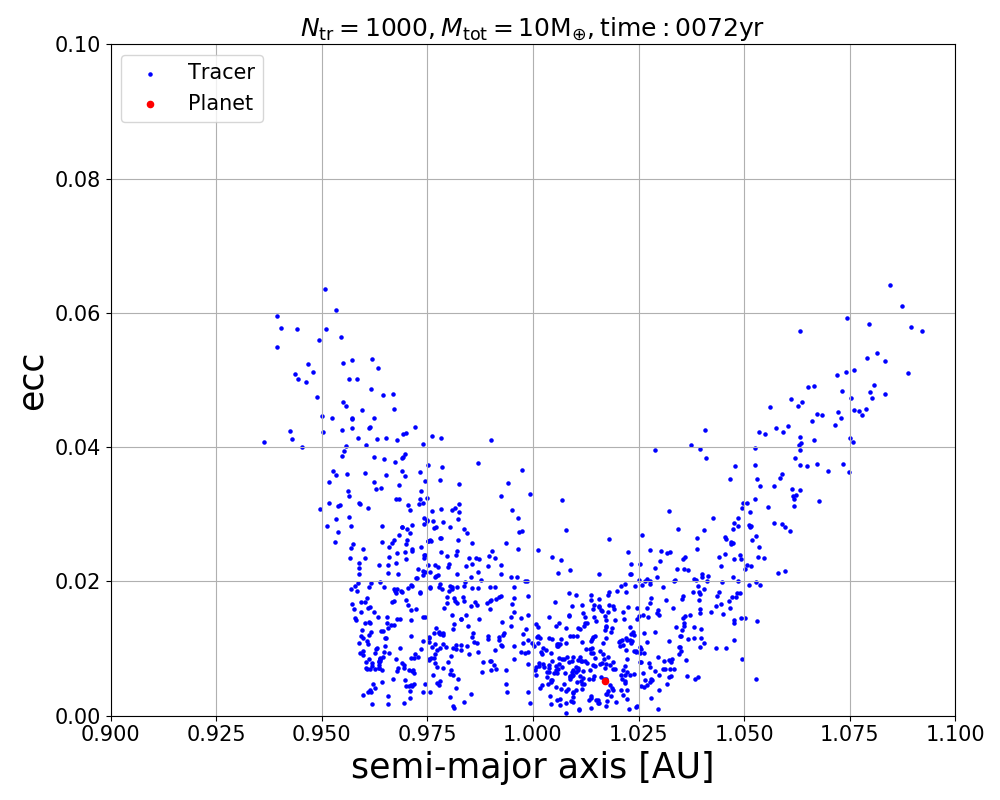 N_tr = 1000, M_tot = 10M_⊕, time : 0072yr
0.10
Tracer
Planet
0.08
0.06
ecc
0.04
0.02
0.00
0.900 0.925 0.950 0.975 1.000 1.025 1.050 1.075 1.100
semi-major axis [AU]